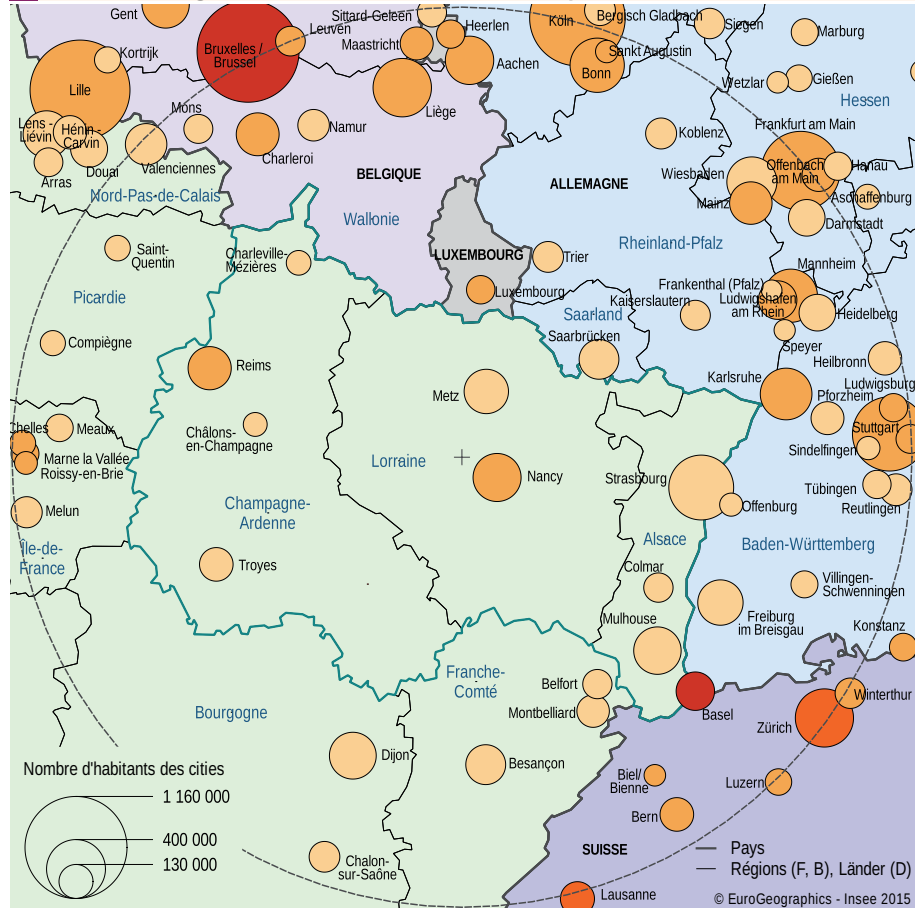 Sittard-Geleen
Gent
Leuven
Heerlen
Köln
Bergisch Gladbach
Siegen
Marburg
Kortrijk
Bruxelles /
Brussel
Maastricht
Aachen
Sankt Augustin
Bonn
Lille
Wetzlar
Gießen
Hessen
Mons
Liège
Lens -
Liévin
Hénin -
Carvin
Namur
Koblenz
Frankfurt am Main
Charleroi
Douai
Valenciennes
Arras
BELGIQUE
ALLEMAGNE
Wiesbaden
Offenbach
am Main
Hanau
Nord-Pas-de-Calais
Wallonie
Mainz
Aschaffenburg
Darmstadt
Saint-
Quentin
Charleville-
Mézières
LUXEMBOURG
Trier
Rheinland-Pfalz
Mannheim
Picardie
Luxembourg
Frankenthal (Pfalz)
Kaiserslautern
Ludwigshafen
am Rhein
Heidelberg
Saarland
Saarbrücken
Compiègne
Speyer
Heilbronn
Reims
Metz
Karlsruhe
Ludwigsburg
Pforzheim
Chelles
Meaux
Châlons-
en-Champagne
Stuttgart
Marne la Vallée
Roissy-en-Brie
Lorraine
Nancy
Strasbourg
Sindelfingen
Tübingen
Reutlingen
Melun
Champagne-
Ardenne
Offenburg
Île-de-
France
Alsace
Baden-Württemberg
Troyes
Colmar
Villingen-
Schwenningen
Mulhouse
Freiburg
im Breisgau
Konstanz
Franche-
Comté
Belfort
Montbelliard
Basel
Winterthur
Zürich
Bourgogne
Dijon
Besançon
Biel/
Bienne
Luzern
Bern
Nombre d'habitants des cities
1 160 000
400 000
130 000
Chalon-
sur-Saône
SUISSE
Lausanne
Pays
Régions (F, B), Länder (D)
© EuroGeographics - Insee 2015